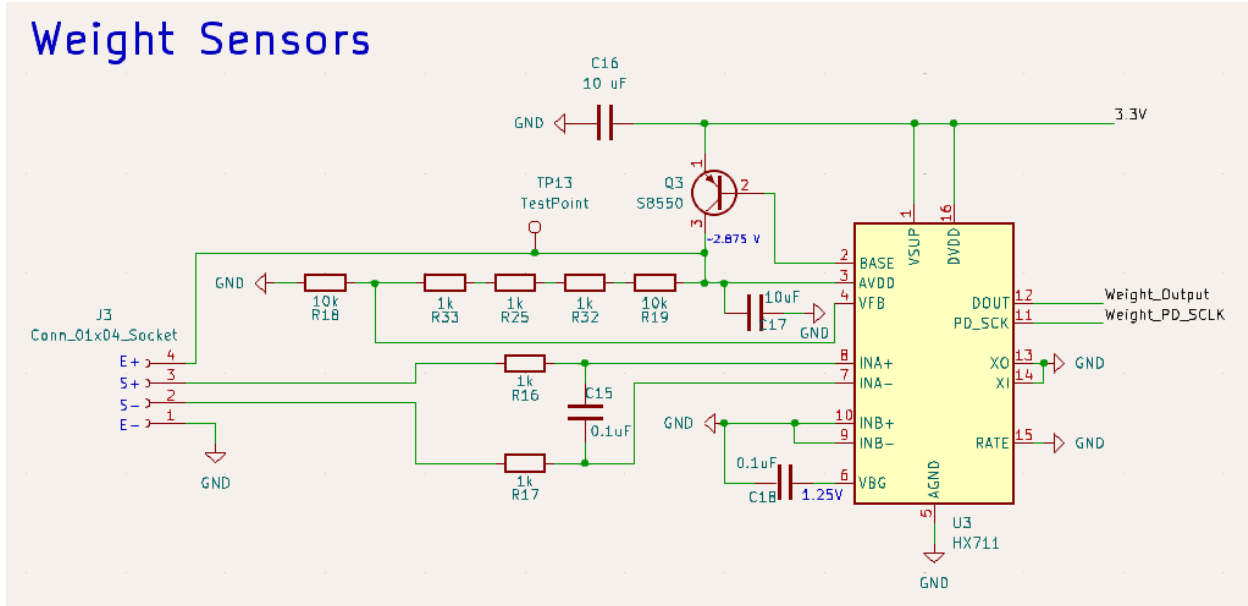 Weight Sensors
C16
10 uF
GND
3.3V
1
Q3
S8550
2
3
~2.875 V
TP13
TestPoint
1
16
VSUP
DVDD
2
BASE
3
AVDD
4
VFB
GND
10k
R18
1k
R33
1k
R25
1k
R32
10k
R19
10uF
C17
GND
DOUT
12
Weight_Output
PD_SCK
11
Weight_PD_SCLK
J3
Conn_01x04_Socket
E+
4
S+
3
S-
2
E-
1
GND
1k
R16
C15
0.1uF
1k
R17
8
INA+
7
INA-
XO
13
GND
XI
14
GND
10
INB+
9
INB-
RATE
15
GND
0.1uF
C18
1.25V
6
VBG
AGND
5
U3
HX711
GND